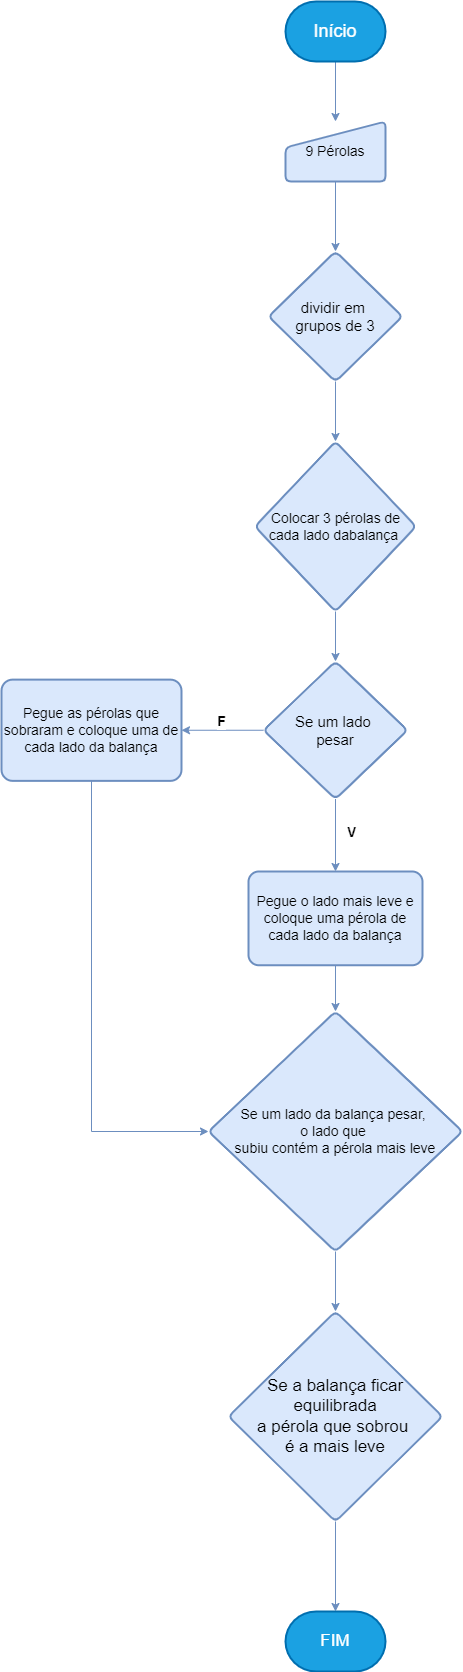 Início
9 Pérolas
dividir em
grupos de 3
Colocar 3 pérolas de
cada lado dabalança
Se um lado
pesar
F
Pegue as pérolas que
sobraram e coloque uma de
cada lado da balança
V
Pegue o lado mais leve e
coloque uma pérola de
cada lado da balança
Se um lado da balança pesar,
o lado que
subiu contém a pérola mais leve
Se a balança ficar
equilibrada
a pérola que sobrou
é a mais leve
FIM